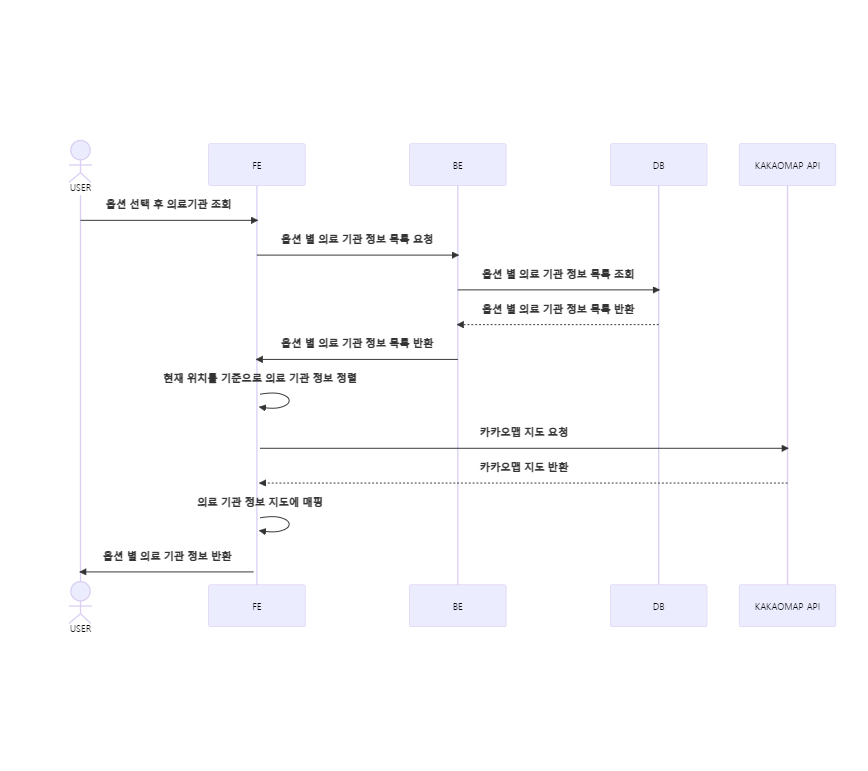 USER
FE
BE
DB
KAKAOMAP API
옵션 선택 후 의료기관 조회
옵션 별 의료 기관 정보 목록 요청
옵션 별 의료 기관 정보 목록 조회
옵션 별 의료 기관 정보 목록 반환
옵션 별 의료 기관 정보 목록 반환
현재 위치를 기준으로 의료 기관 정보 정렬
카카오맵 지도 요청
카카오맵 지도 반환
의료 기관 정보 지도에 매핑
옵션 별 의료 기관 정보 반환
USER
FE
BE
DB
KAKAOMAP API